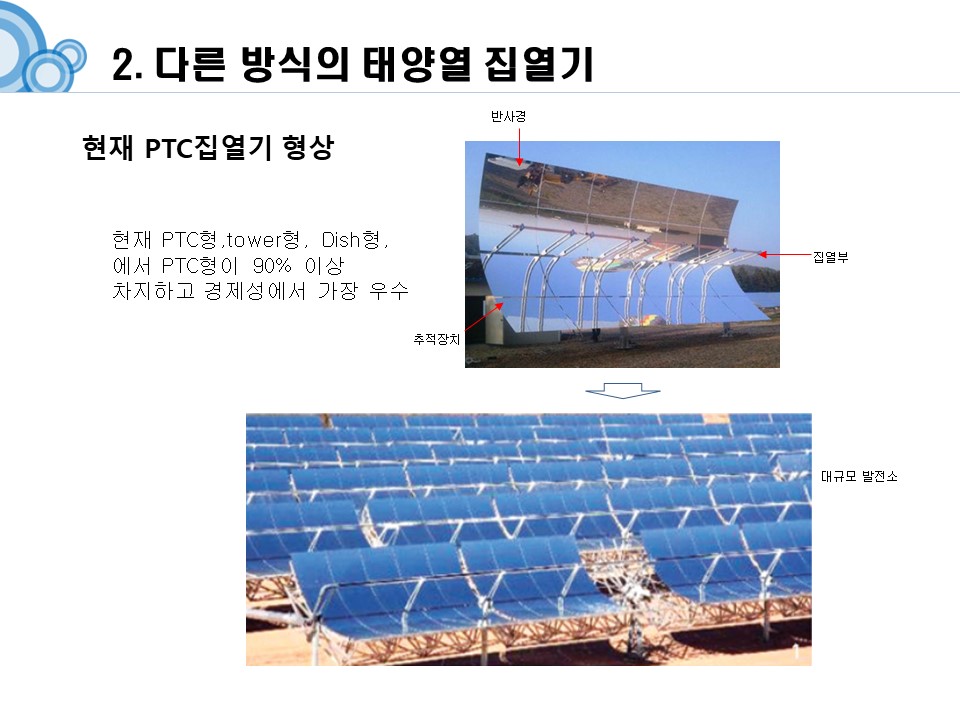 2. 다른 방식의 태양열 집열기
현재 PTC집열기 형상
반사경
현재 PTC형,tower형, Dish형,
에서 PTC형이 90% 이상
차지하고 경제성에서 가장 우수
집열부
추적장치
대규모 발전소
1